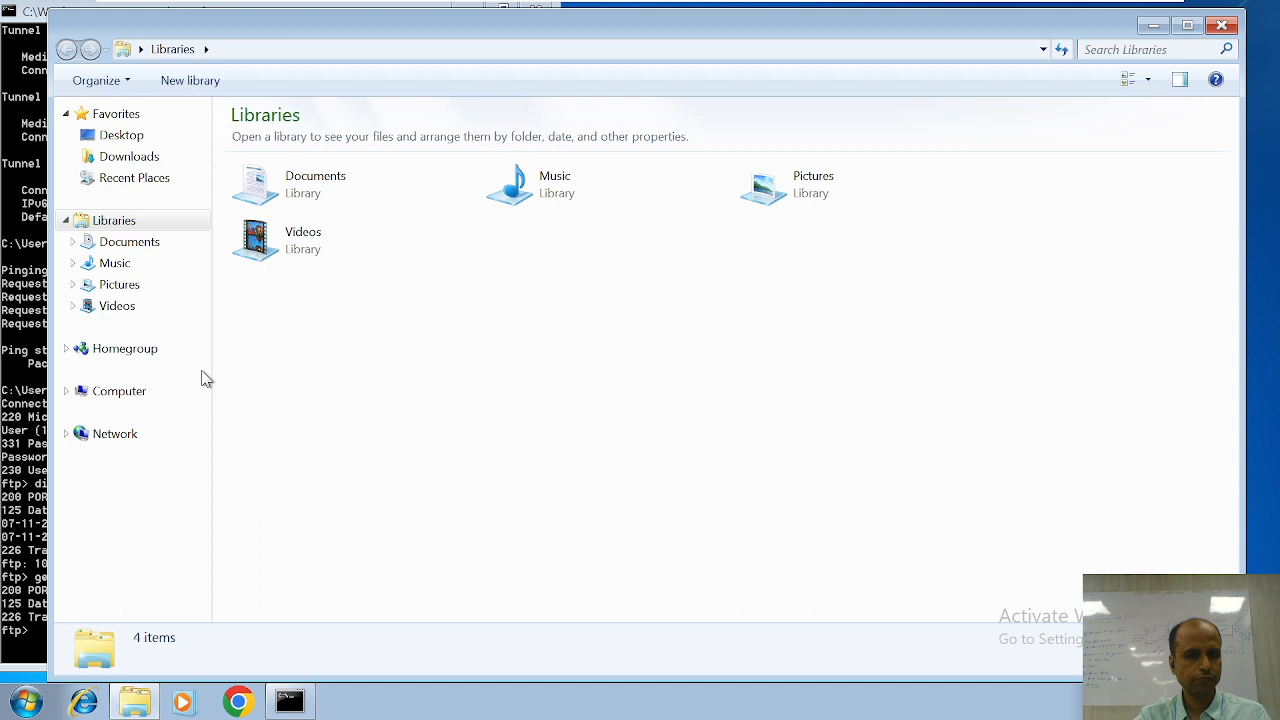 C:\W
Libraries
Search Libraries
Organize
New library
Favorites
Desktop
Downloads
Recent Places
Libraries
Documents
Music
Pictures
Videos
Homegroup
Computer
Network
Libraries
Open a library to see your files and arrange them by folder, date, and other properties.
Documents
Library
Music
Library
Pictures
Library
Videos
Library
4 items
Activate W
Go to Setting
Tunnel
Medi
Conn
Tunnel
Medi
Conn
Tunnel
Conn
IPv6
Defa
C:\User
Pinging
Request
Request
Request
Request
Ping st
Pac
C:\User
Connect
220 Mic
User (1
331 Pas
Passwor
230 Use
ftp> di
200 POR
125 Dat
07-11-2
07-11-2
226 Tra
ftp: 10
ftp> ge
200 POR
125 Dat
226 Tra
ftp>